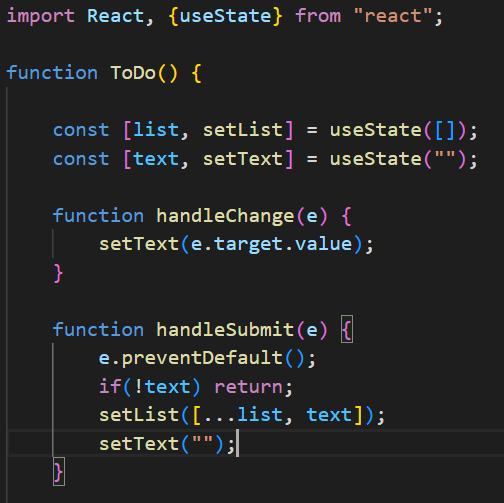 import React, {useState} from "react";
function ToDo() {
const [list, setList] = useState([]);
const [text, setText] = useState("");
function handleChange(e) {
setText(e.target.value);
}
function handleSubmit(e) {
e.preventDefault();
if(!text) return;
setList([...list, text]);
setText("");
}